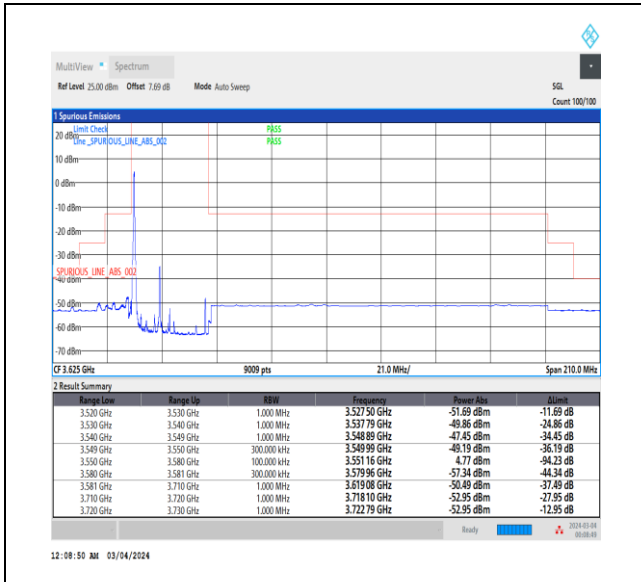 MultiView * Spectrum
Ref Level 25.00 dBm Offset 7.69 dB Mode Auto Sweep SGL
Count 100/100
1 Spurious Emissions
Limit Check PASS
20 dBm
Line _SPURIOUS_LINE_ABS_002 PASS
10 dBm
0 dBm
-10 dBm
-20 dBm
-30 dBm
SPURIOUS_LINE_ABS_002
-40 dBm
-50 dBm
-60 dBm
-70 dBm
CF 3.625 GHz 9009 pts 21.0 MHz/ Span 210.0 MHz
2 Result Summary
Range Low Range Up RBW Frequency Power Abs ΔLimit
3.520 GHz 3.530 GHz 1.000 MHz 3.527 50 GHz -51.69 dBm -11.69 dB
3.530 GHz 3.540 GHz 1.000 MHz 3.537 79 GHz -49.86 dBm -24.86 dB
3.540 GHz 3.549 GHz 1.000 MHz 3.548 89 GHz -47.45 dBm -34.45 dB
3.549 GHz 3.550 GHz 300.000 kHz 3.549 99 GHz -49.19 dBm -36.19 dB
3.550 GHz 3.580 GHz 100.000 kHz 3.551 16 GHz 4.77 dBm -94.23 dB
3.580 GHz 3.581 GHz 300.000 kHz 3.579 96 GHz -57.34 dBm -44.34 dB
3.581 GHz 3.710 GHz 1.000 MHz 3.619 08 GHz -50.49 dBm -37.49 dB
3.710 GHz 3.720 GHz 1.000 MHz 3.718 10 GHz -52.95 dBm -27.95 dB
3.720 GHz 3.730 GHz 1.000 MHz 3.722 79 GHz -52.95 dBm -12.95 dB
Ready 2024-03-04
00:08:49
12:08:50 AM 03/04/2024